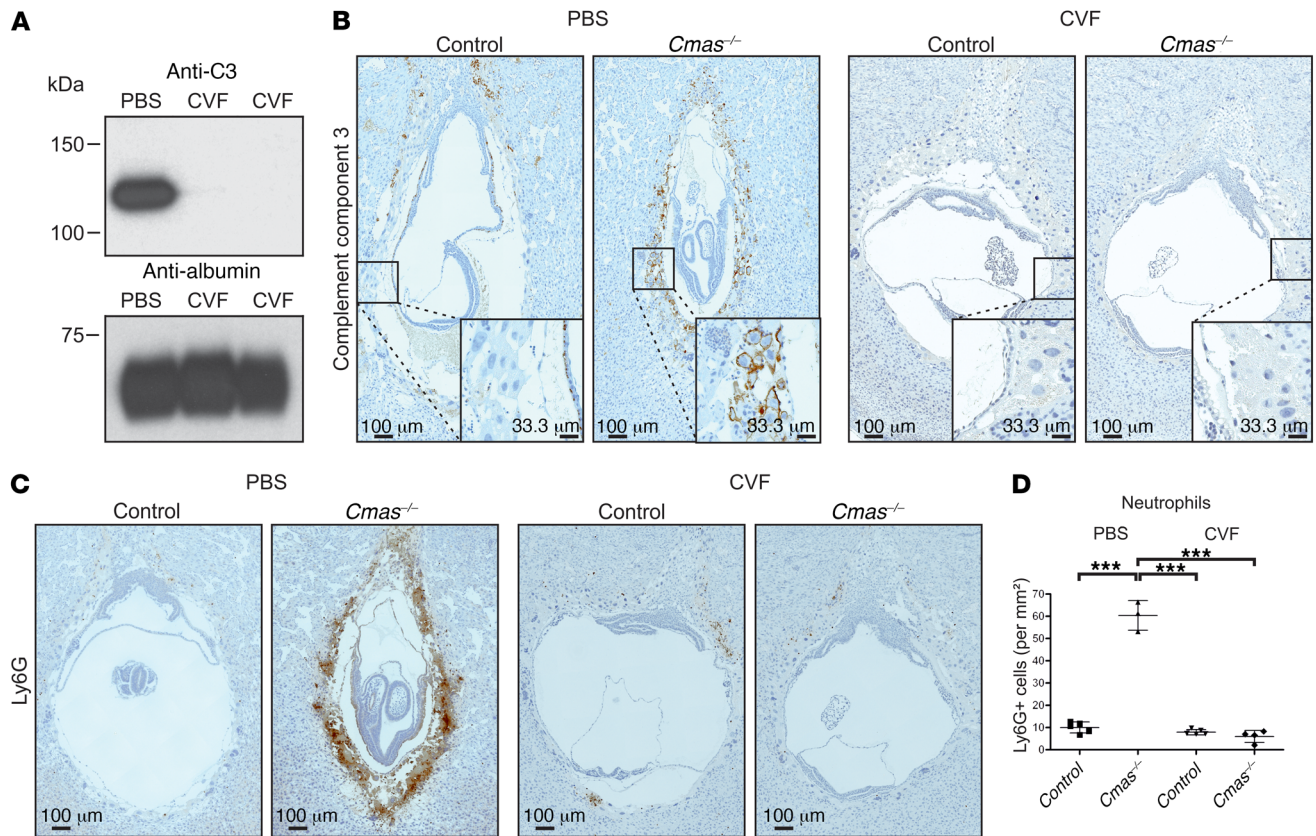 A
Anti-C3
kDa
PBS CVF CVF
150
100
Anti-albumin
PBS CVF CVF
75
B
PBS
CVF
Control
Cmas–/–
Control
Cmas–/–
Complement component 3
100 μm
33.3 μm
100 μm
33.3 μm
100 μm
33.3 μm
100 μm
33.3 μm
C
PBS
CVF
Control
Cmas–/–
Control
Cmas–/–
Ly6G
100 μm
100 μm
100 μm
100 μm
D
Neutrophils
PBS CVF
***
*** ***
Ly6G+ cells (per mm²)
70
60
50
40
30
20
10
0
Control
Cmas–/–
Control
Cmas–/–